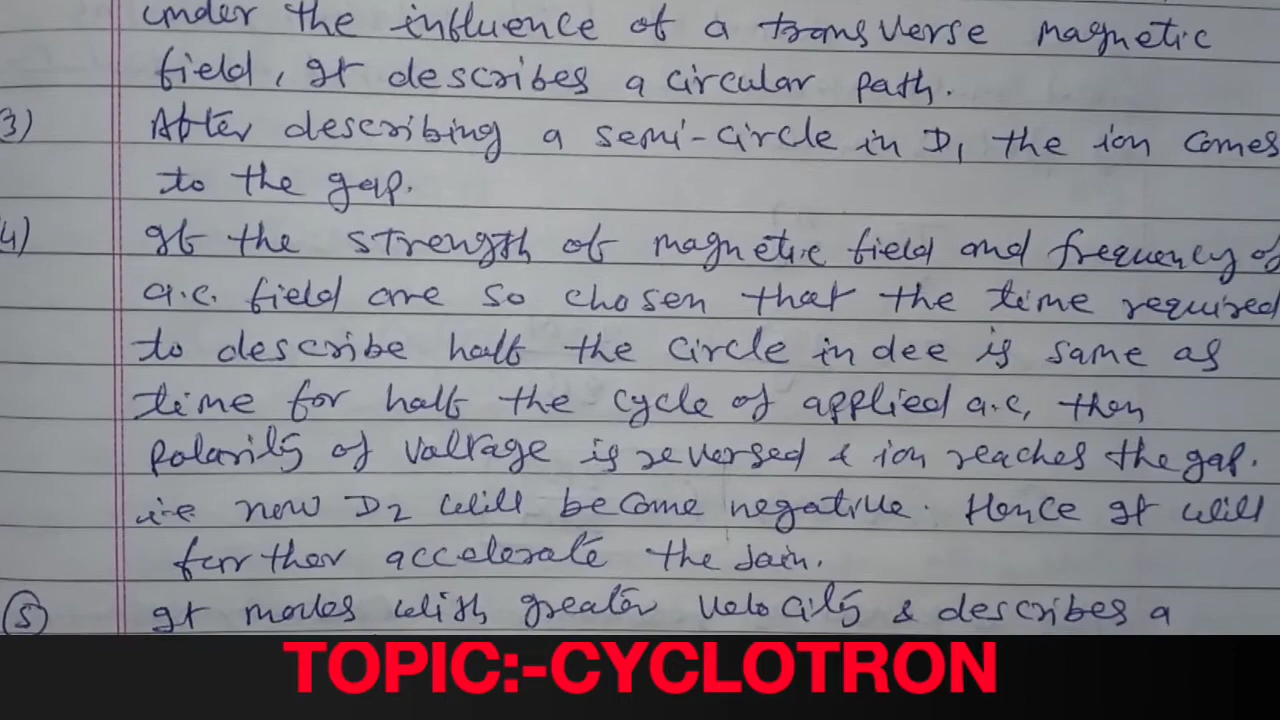 under the influence of a transverse magnetic
field, It describes a circular path.
3) After describing a semi-circle in D1 the ion comes
to the gap.
4) If the strength of magnetic field and frequency of
a.c. field are so chosen that the time required
to describe half the circle in dee is same as
time for half the cycle of applied a.c, then
polarity of voltage is reversed & ion reaches the gap.
i.e now D2 will become negative. Hence It will
further accelerate the
5) It moves with greater velocity & describes a
TOPIC:-CYCLOTRON